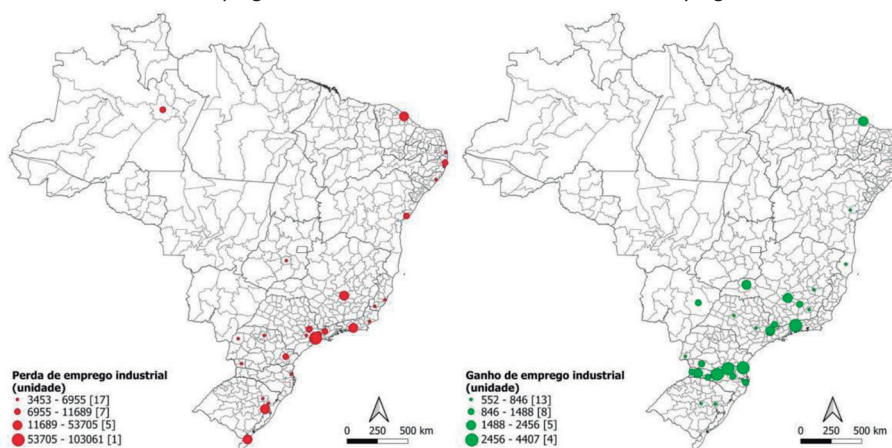 Perda de emprego industrial
(unidade)
3453 - 6955 [17]
6955 - 11689 [7]
11689 - 53705 [5]
53705 - 103061 [1]
0 250 500 km
Ganho de emprego industrial
(unidade)
552 - 846 [13]
846 - 1488 [8]
1488 - 2456 [5]
2456 - 4407 [4]
0 250 500 km